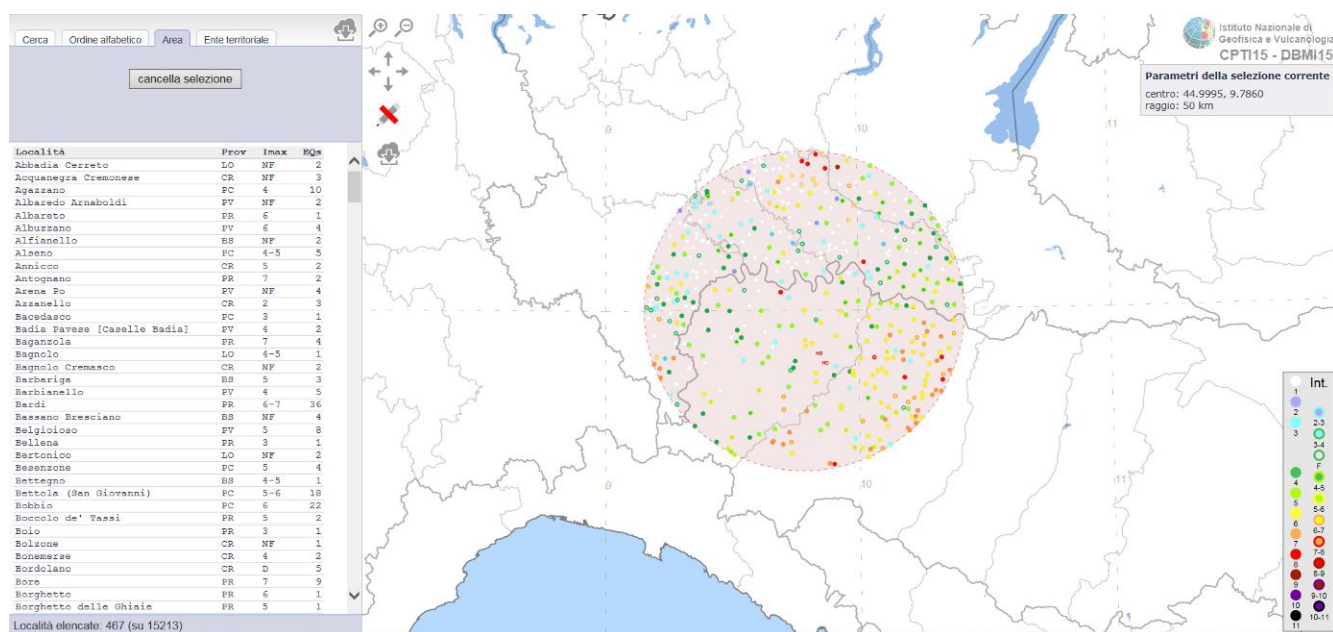 Cerca Ordine alfabetico Area Ente territoriale
cancella selezione
Località Prov Imax EQs
Abbadia Cerreto LO NF 2
Acquanegra Cremonese CR NF 3
Agazzano PC 4 10
Albaredo Arnaboldi PV NF 2
Albareto PR 6 1
Albuzzano PV 6 4
Alfianello BS NF 2
Alseno PC 4-5 5
Annicco CR 5 2
Antognano PR 7 2
Arena Po PV NF 4
Azzanello CR 2 3
Bacedasco PC 3 1
Badia Pavese [Caselle Badia] PV 4 2
Baganzola PR 7 4
Bagnolo LO 4-5 1
Bagnolo Cremasco CR NF 2
Barbariga BS 5 3
Barbianello PV 4 5
Bardi PR 6-7 36
Bassano Bresciano BS NF 4
Belgioioso PV 5 8
Bellena PR 3 1
Bertonico LO NF 2
Besenzone PC 5 4
Bettegno BS 4-5 1
Bettola (San Giovanni) PC 5-6 18
Bobbio PC 6 22
Boccolo de' Tassi PR 5 2
Boio PR 3 1
Bolzone CR NF 1
Bonemerse CR 4 2
Bordolano CR D 5
Bore PR 7 9
Borghetto PR 6 1
Borghetto delle Ghiaie PR 5 1
Località elencate: 467 (su 15213)
9
10
11
9
10
11
Istituto Nazionale di
Geofisica e Vulcanologia
CPTI15 - DBMI15
Parametri della selezione corrente
centro: 44.9995, 9.7860
raggio: 50 km
Int.
1
2
2-3
3
3-4
F
4
4-5
5
5-6
6
6-7
7
7-8
8
8-9
9
9-10
10
10-11
11